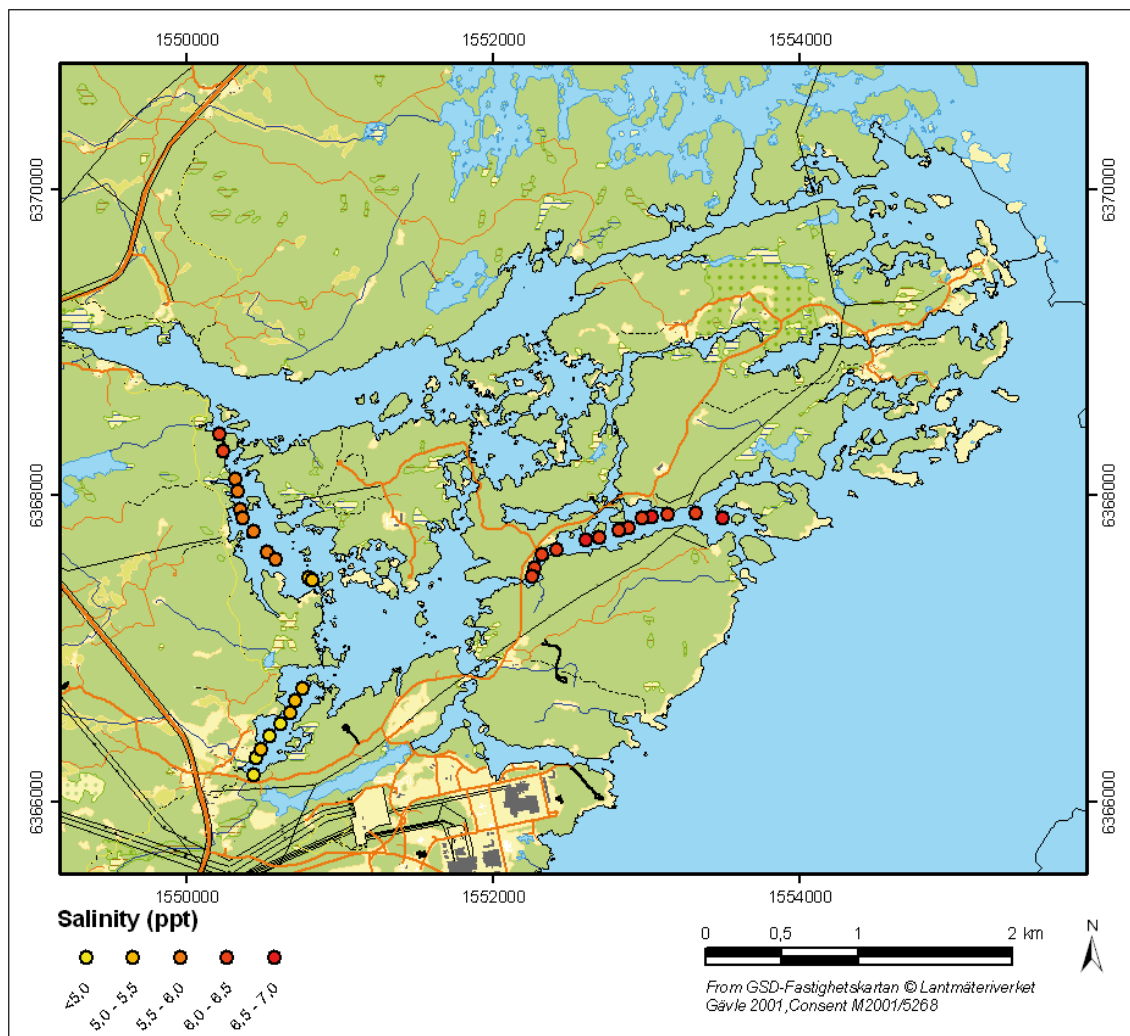 1550000 1552000 1554000
6370000 6370000
6368000 6368000
6366000 6366000
1550000 1552000 1554000
Salinity (ppt)
<5,0 5,0 - 5,5 5,5 - 6,0 6,0 - 6,5 6,5 - 7,0
0 0,5 1 2 km
N
From GSD-Fastighetskartan © Lantmäteriverket
Gävle 2001,Consent M2001/5268